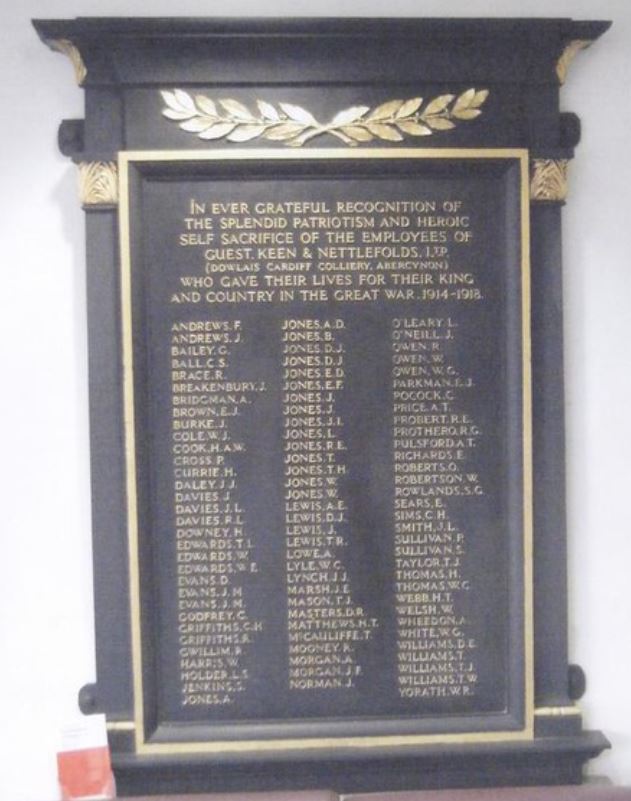 IN EVER GRATEFUL RECOGNITION OF
THE SPLENDID PATRIOTISM AND HEROIC
SELF SACRIFICE OF THE EMPLOYEES OF
GUEST, KEEN & NETTLEFOLDS, LTD.
(DOWLAIS CARDIFF COLLIERY, ABERCYNON)
WHO GAVE THEIR LIVES FOR THEIR KING
AND COUNTRY IN THE GREAT WAR. 1914-1918.
ANDREWS, F.
ANDREWS, J.
BAILEY, G.
BALL, C.S.
BRACE, R.
BREAKENBURY, J.
BRIDGMAN, A.
BROWN, E.J.
BURKE, J.
COLE, W.J.
COOK, H.A.W.
CROSS, P.
CURRIE, H.
DALEY, J.J.
DAVIES, J.
DAVIES, J.L.
DAVIES, R.L.
DOWNEY, H.
EDWARDS, T.I.
EDWARDS, W.
EDWARDS, W.E.
EVANS, D.
EVANS, J.M
EVANS, J.M.
GODFREY, C.
GRIFFITHS, C.H
GRIFFITHS, R.
GWILLIM, R.
HARRIS, W.
HOLDER, L.S.
JENKINS, S.
JONES, A.
JONES, A.D.
JONES, B.
JONES, D.J.
JONES, D.J
JONES, E.D.
JONES, E.F.
JONES, J.
JONES, J.
JONES, J.I.
JONES, L.
JONES, R.E.
JONES, T.
JONES, T.H.
JONES, W.
JONES, W.
LEWIS, A.E.
LEWIS, D.J.
LEWIS, J.
LEWIS, T.R.
LOWE, A.
LYLE, W.G.
LYNCH, J.J.
MARSH, J.E
MASON, T.J.
MASTERS, D.R.
MATTHEWS, H.T.
McCAULIFFE, T.
MOONEY, R.
MORGAN, A.
MORGAN, J.F.
NORMAN, J.
O'LEARY, L.
O'NEILL, J.
OWEN, R.
OWEN, W.
OWEN, W.G.
PARKMAN, E.J.
POCOCK, C.
PRICE, A.T.
PROBERT, R.E.
PROTHERO, R.G.
PULSFORD, A.T.
RICHARDS, E.
ROBERTS, O.
ROBERTSON, W.
ROWLANDS, S.G.
SEARS, E.
SIMS, C.H.
SMITH, J.L.
SULLIVAN, P.
SULLIVAN, S.
TAYLOR, T.J.
THOMAS, H.
THOMAS, W.C.
WEBB, H.T.
WELSH, W.
WHEEDON, A.
WHITE, W.G.
WILLIAMS, D.E.
WILLIAMS, T.
WILLIAMS, T.J.
WILLIAMS, T.W
YORATH, W.R.